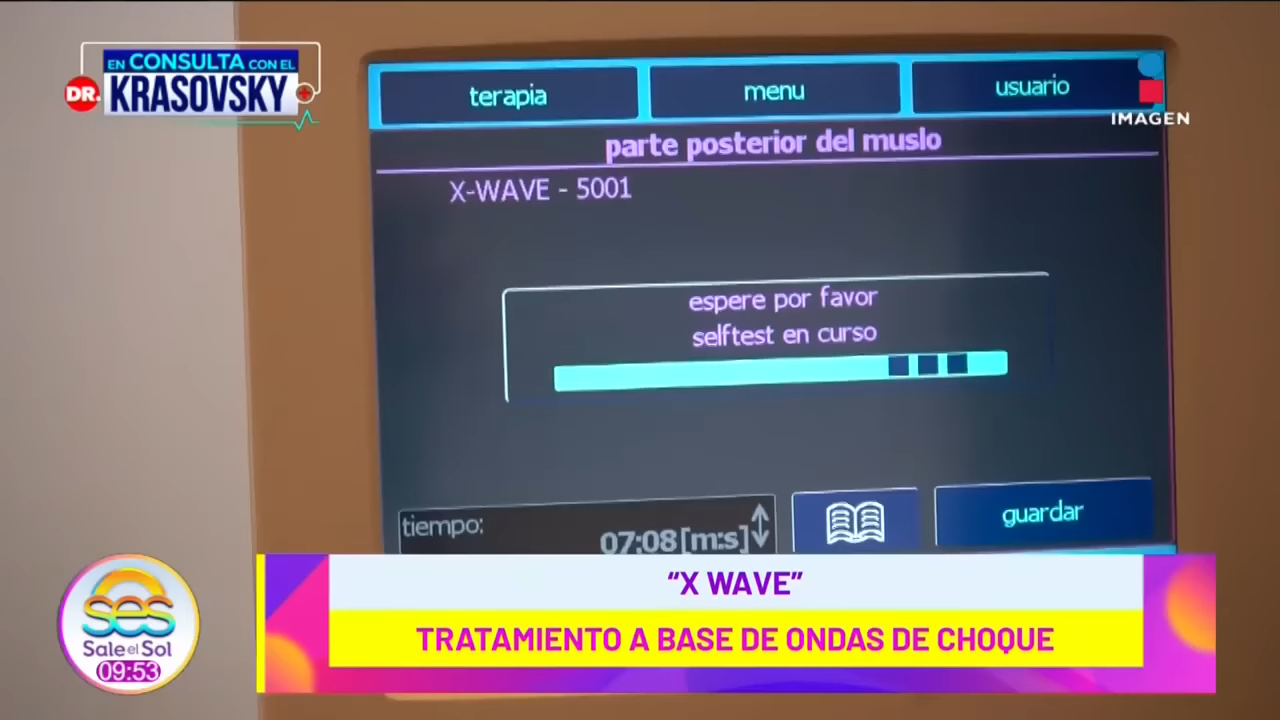 EN CONSULTA CON EL
DR. KRASOVSKY
terapia
menu
usuario
IMAGEN
parte posterior del muslo
X-WAVE - 5001
espere por favor
selftest en curso
tiempo:
07:08[m:s]
guardar
ses
Sale el Sol
09:53
“X WAVE”
TRATAMIENTO A BASE DE ONDAS DE CHOQUE